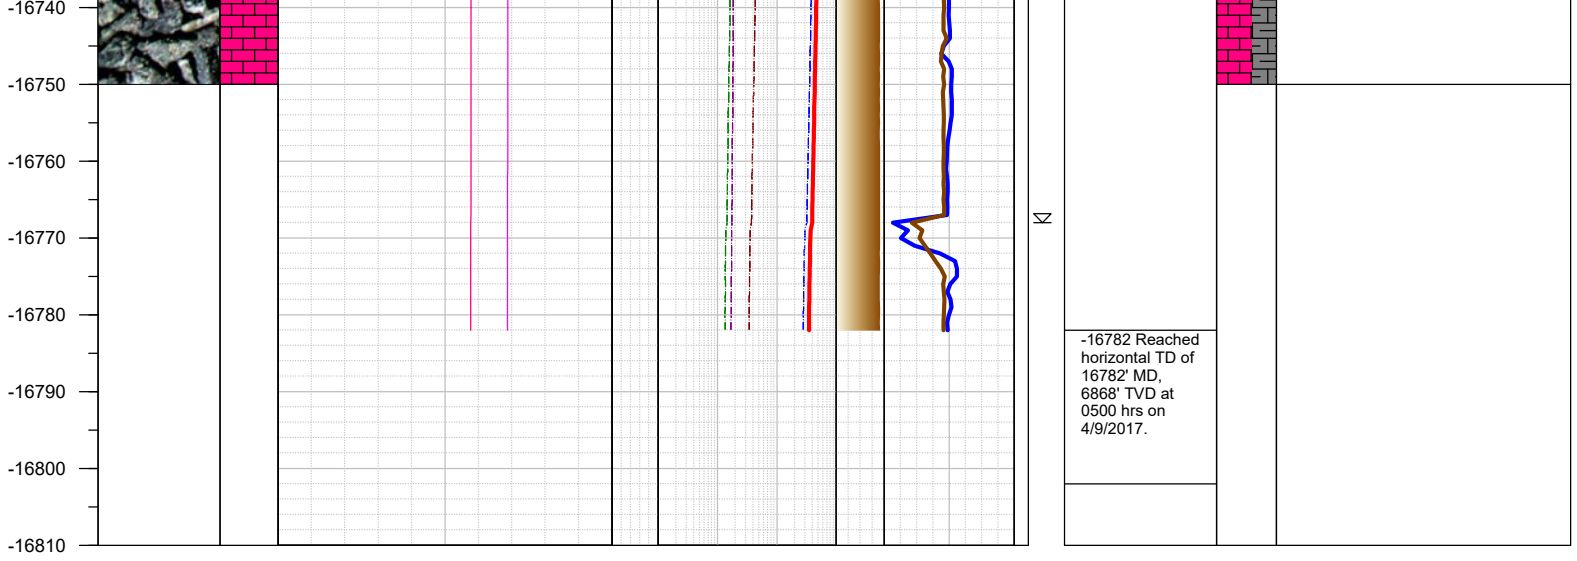 -16740
-16750
-16760
-16770
-16780
-16790
-16800
-16810
-16782 Reached
horizontal TD of
16782' MD,
6868' TVD at
0500 hrs on
4/9/2017.